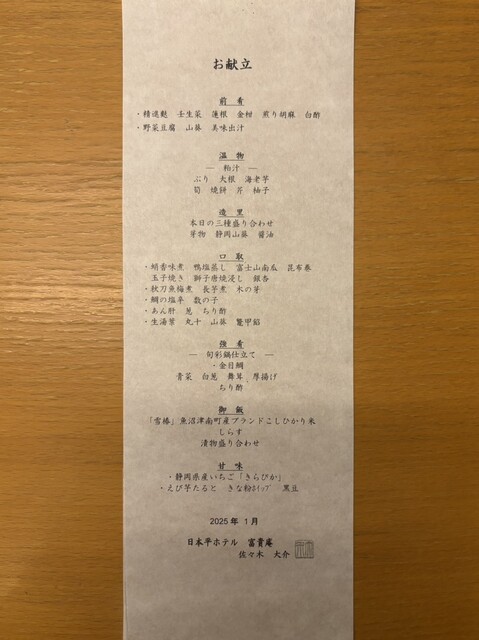 お献立
前肴
・精進麩 壬生菜 蓮根 金柑 煎り胡麻 白酢
・野菜豆腐 山葵 美味出汁
温物
― 粕汁 ―
ぶり 大根 海老芋
筍 焼餅 芹 柚子
造里
本日の三種盛り合わせ
芽物 静岡山葵 醤油
口取
・蛸香味煮 鴨塩蒸し 富士山南瓜 昆布巻
玉子焼き 獅子唐焼浸し 銀杏
・秋刀魚梅煮 長芋煮 木の芽
・鯛の塩辛 数の子
・あん肝 葱 ちり酢
・生湯葉 丸十 山葵 鼈甲餡
強肴
― 旬彩鍋仕立て ―
・金目鯛
青菜 白葱 舞茸 厚揚げ
ちり酢
御飯
「雪椿」魚沼津南町産ブランドこしひかり米
しらす
漬物盛り合わせ
甘味
・静岡県産いちご「きらぴか」
・えび芋たると きな粉ホイップ 黒豆
2025年 1月
日本平ホテル 富貴庵
佐々木 大介